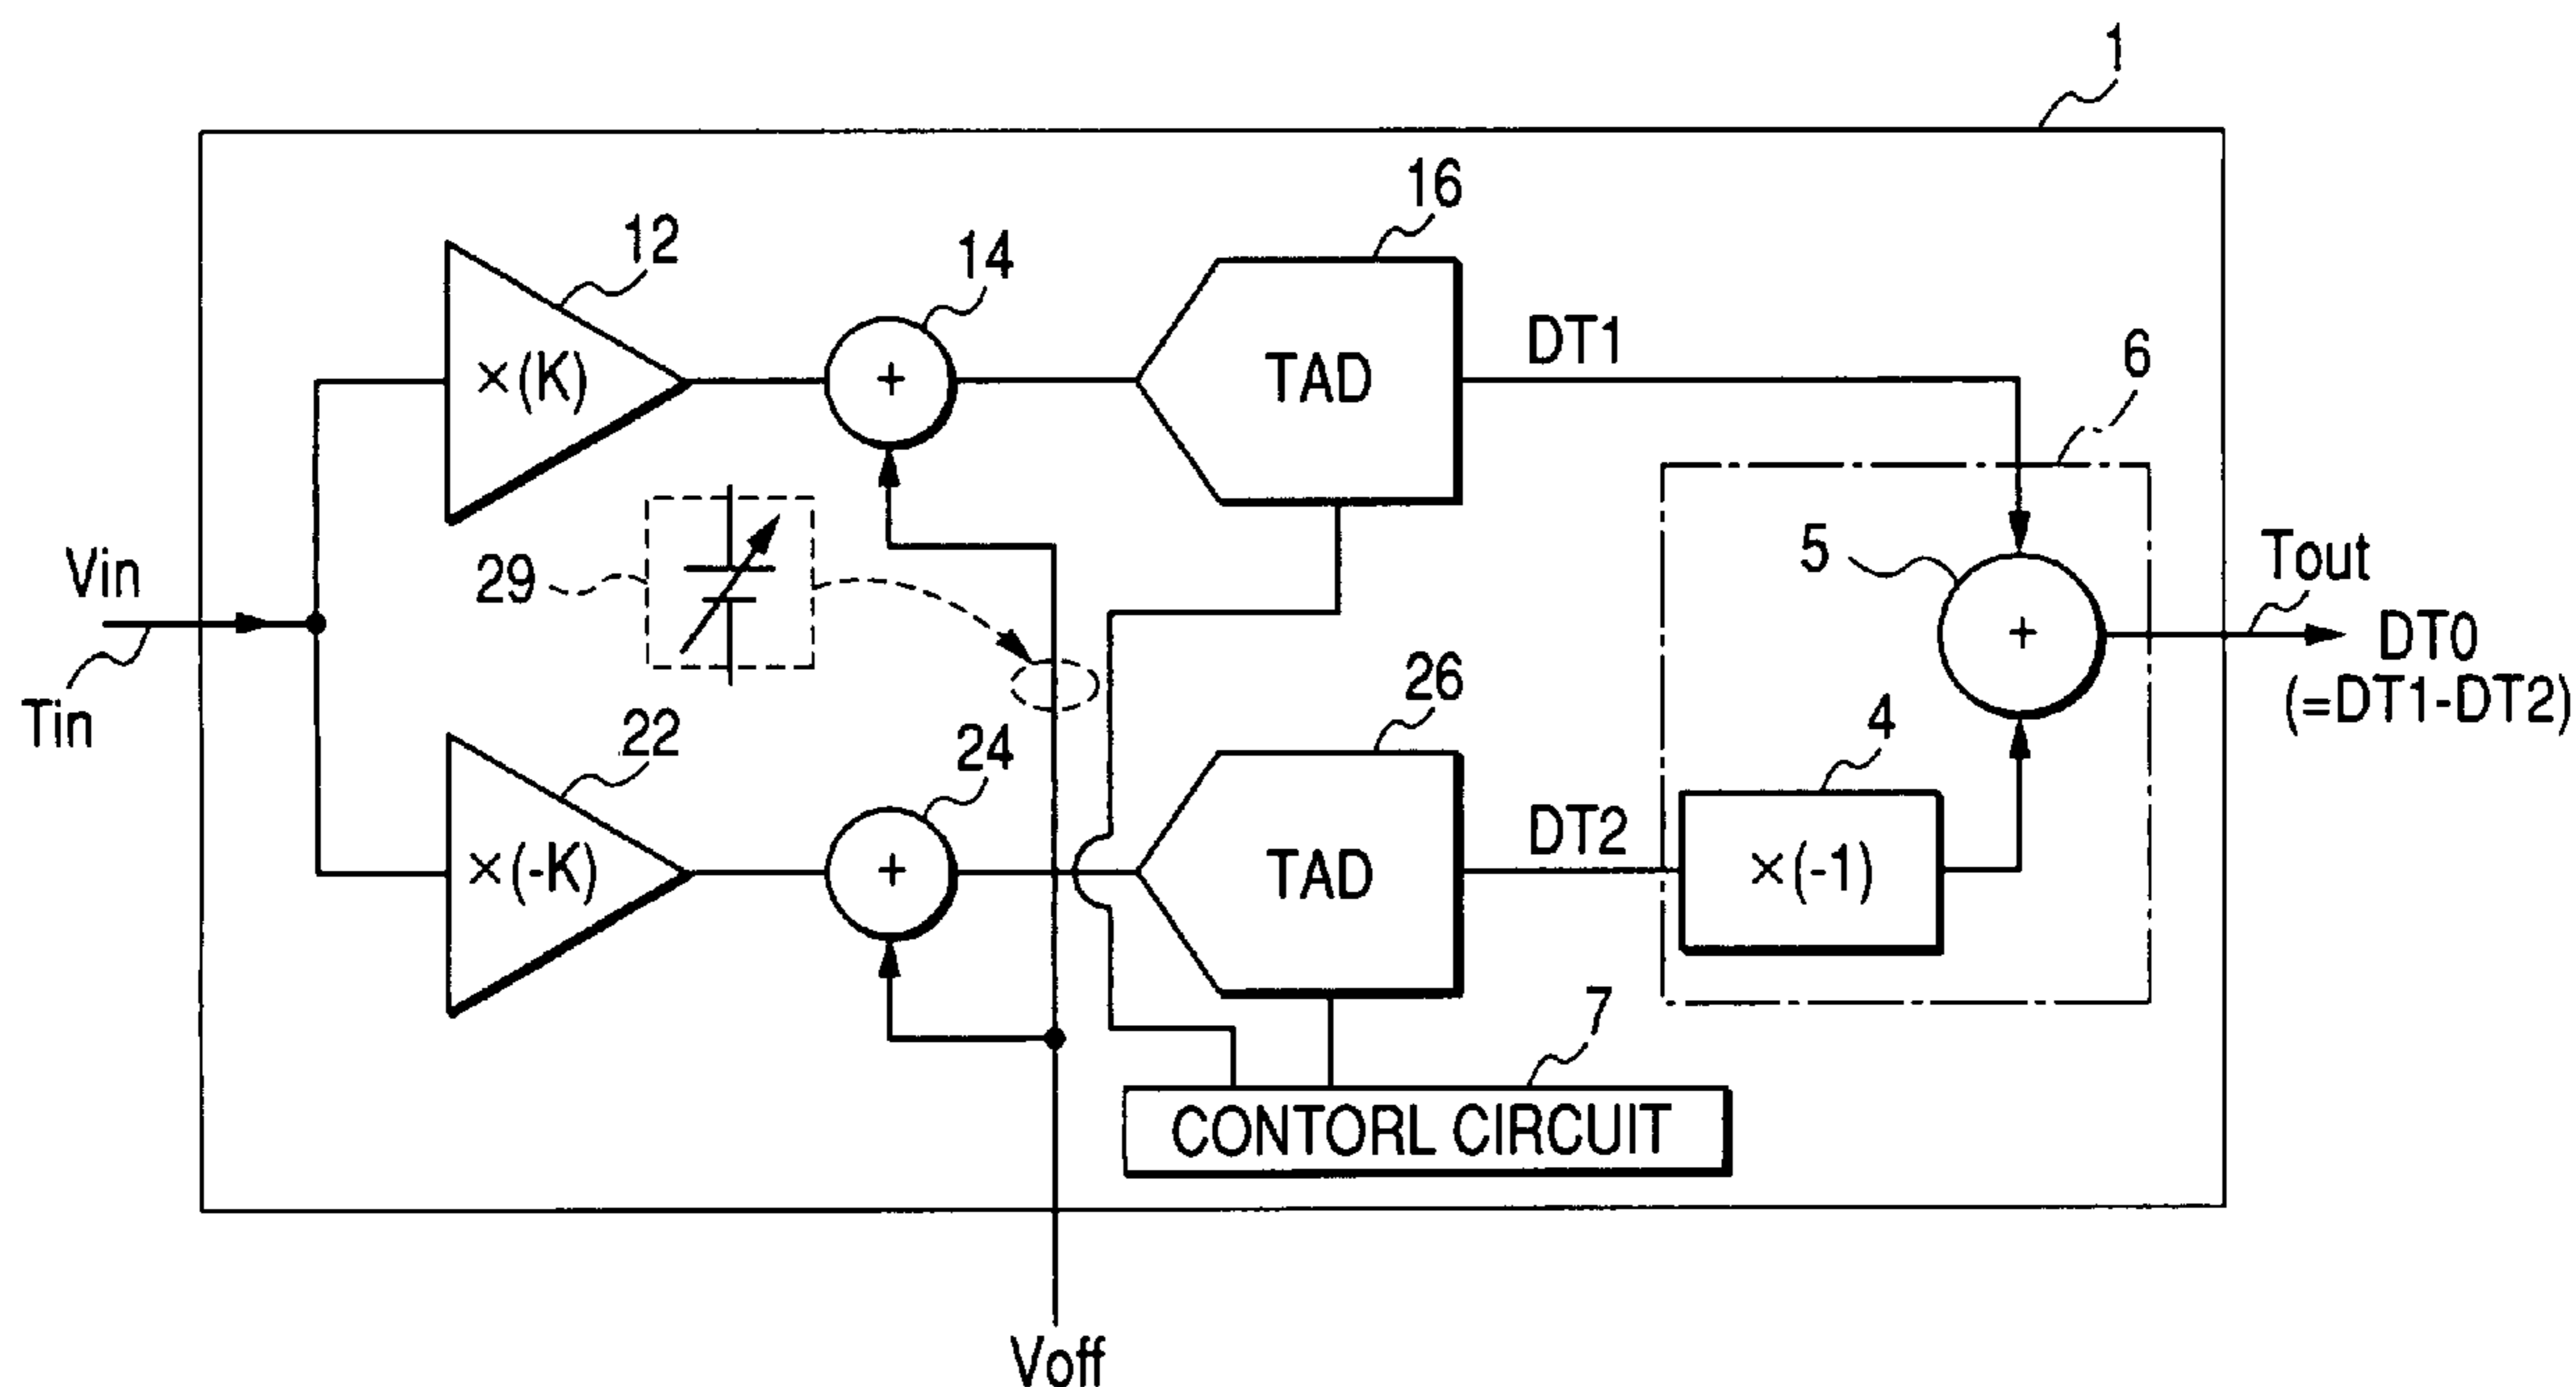 1
16
12
14
×(K)
+
TAD
DT1
6
Vin
29
5
Tout
+
DT0
(=DT1-DT2)
Tin
22
24
26
4
×(-K)
+
TAD
DT2
×(-1)
7
CONTORL CIRCUIT
Voff